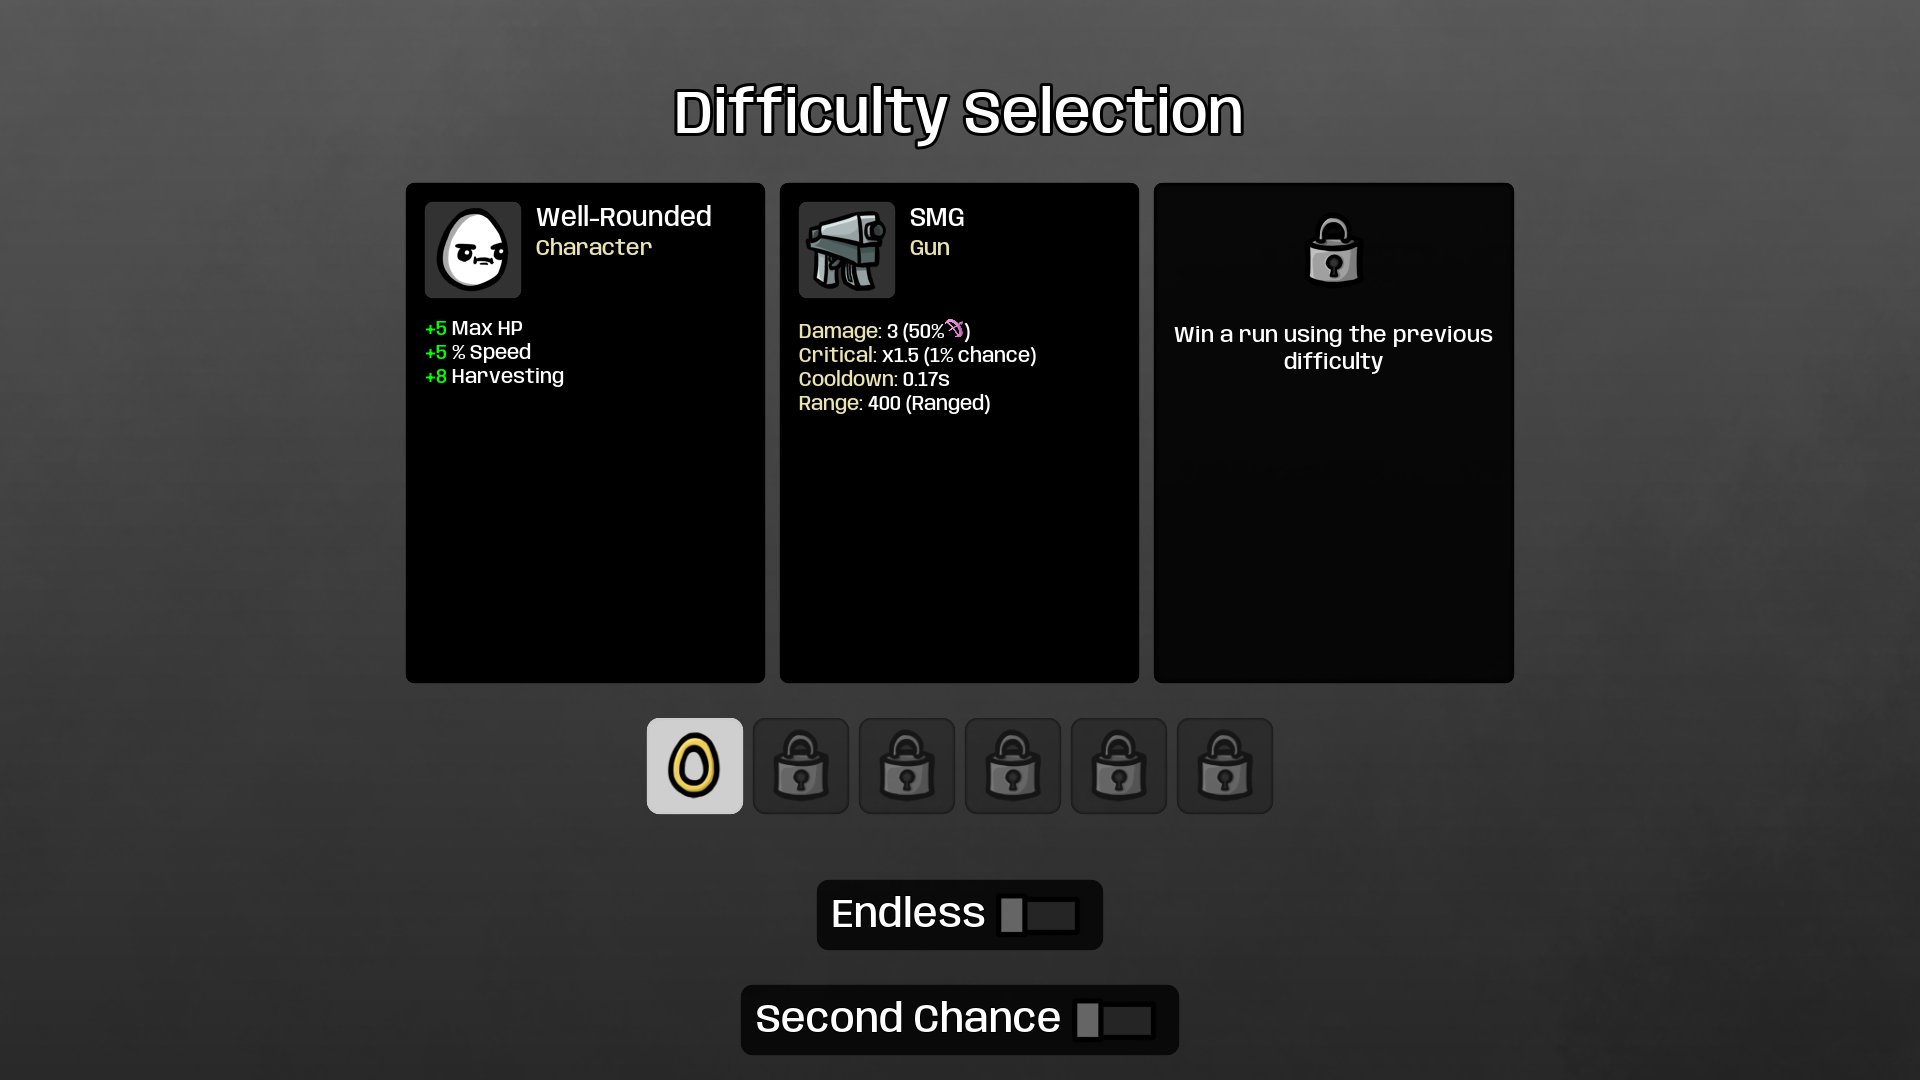 Difficulty Selection
Well-Rounded
Character
+5 Max HP
+5 % Speed
+8 Harvesting
SMG
Gun
Damage: 3 (50%)
Critical: x1.5 (1% chance)
Cooldown: 0.17s
Range: 400 (Ranged)
Win a run using the previous
difficulty
Endless
Second Chance